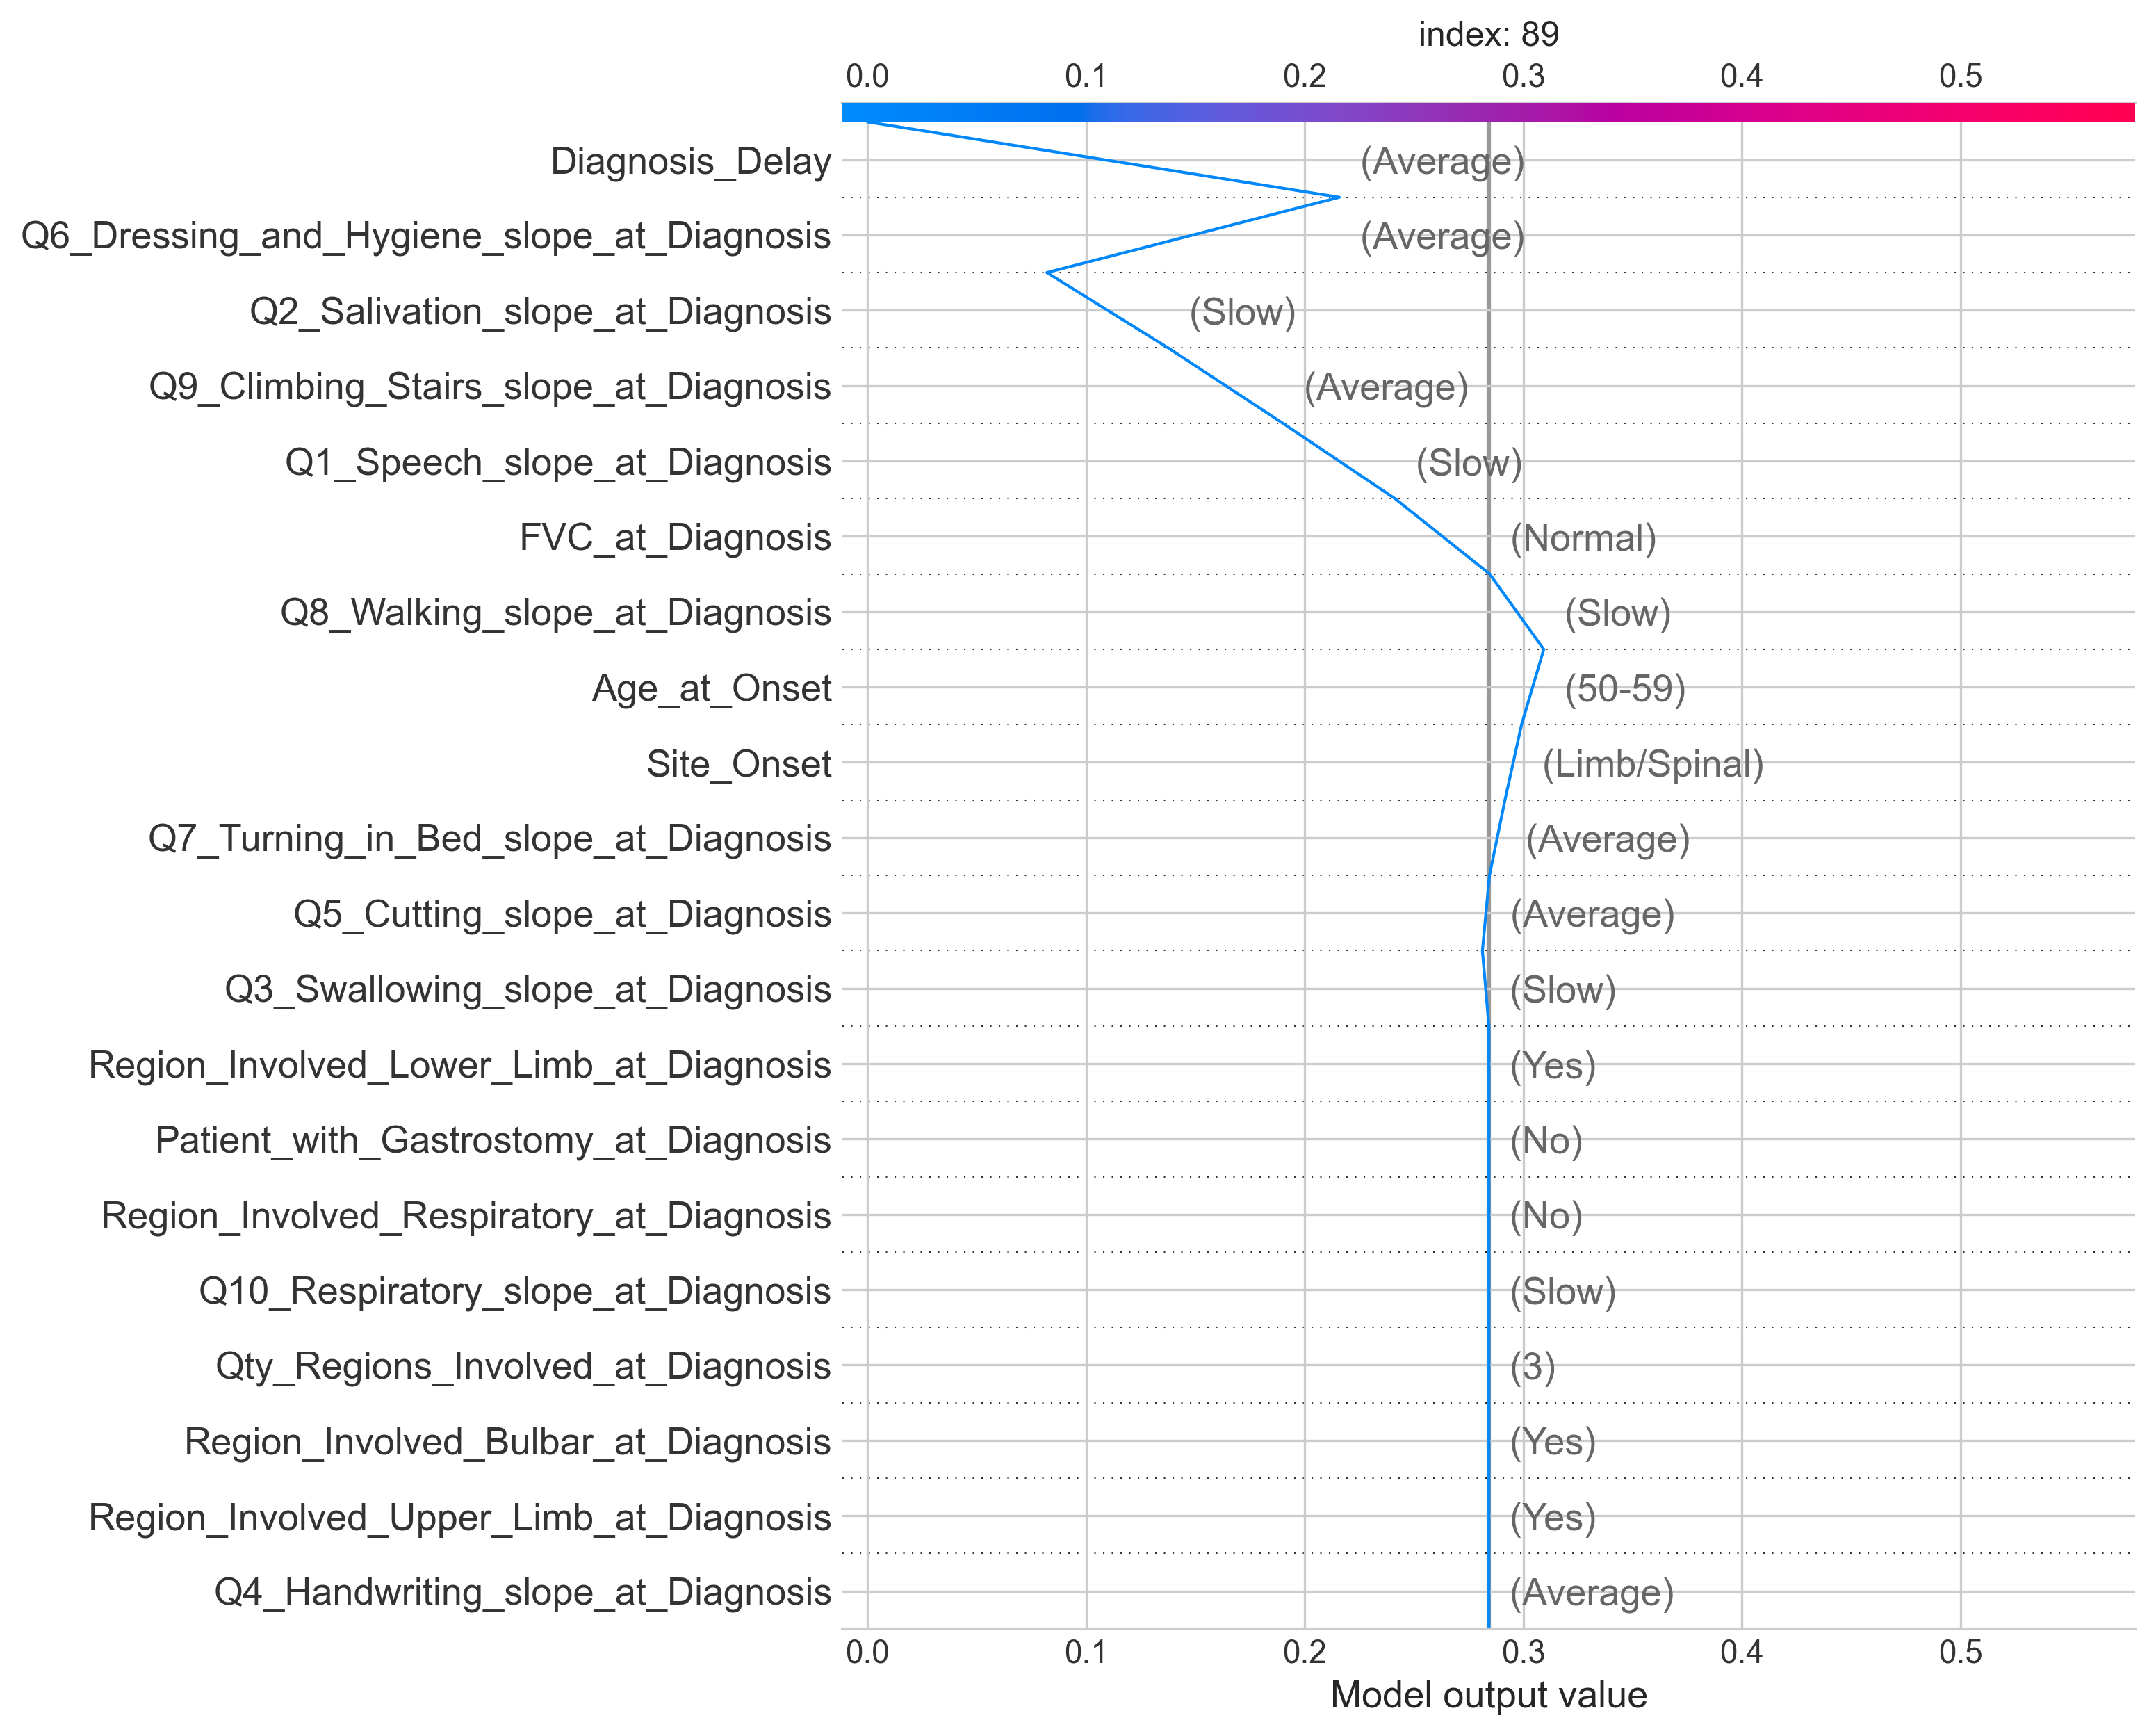 index: 89
0.0 0.1 0.2 0.3 0.4 0.5
Diagnosis_Delay (Average)
Q6_Dressing_and_Hygiene_slope_at_Diagnosis (Average)
Q2_Salivation_slope_at_Diagnosis (Slow)
Q9_Climbing_Stairs_slope_at_Diagnosis (Average)
Q1_Speech_slope_at_Diagnosis (Slow)
FVC_at_Diagnosis (Normal)
Q8_Walking_slope_at_Diagnosis (Slow)
Age_at_Onset (50-59)
Site_Onset (Limb/Spinal)
Q7_Turning_in_Bed_slope_at_Diagnosis (Average)
Q5_Cutting_slope_at_Diagnosis (Average)
Q3_Swallowing_slope_at_Diagnosis (Slow)
Region_Involved_Lower_Limb_at_Diagnosis (Yes)
Patient_with_Gastrostomy_at_Diagnosis (No)
Region_Involved_Respiratory_at_Diagnosis (No)
Q10_Respiratory_slope_at_Diagnosis (Slow)
Qty_Regions_Involved_at_Diagnosis (3)
Region_Involved_Bulbar_at_Diagnosis (Yes)
Region_Involved_Upper_Limb_at_Diagnosis (Yes)
Q4_Handwriting_slope_at_Diagnosis (Average)
0.0 0.1 0.2 0.3 0.4 0.5
Model output value